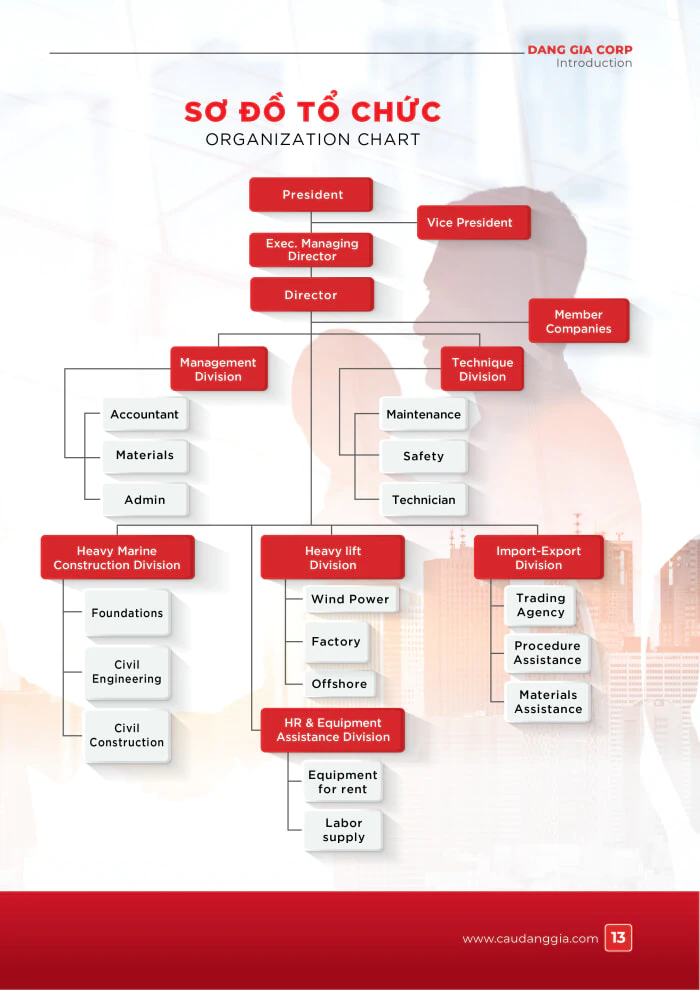 DANG GIA CORP
Introduction
SƠ ĐỒ TỔ CHỨC
ORGANIZATION CHART
President
Vice President
Exec. Managing
Director
Director
Member
Companies
Management
Division
Technique
Division
Accountant
Materials
Admin
Maintenance
Safety
Technician
Heavy Marine
Construction Division
Heavy lift
Division
Import-Export
Division
Foundations
Civil
Engineering
Civil
Construction
Wind Power
Factory
Offshore
Trading
Agency
Procedure
Assistance
Materials
Assistance
HR & Equipment
Assistance Division
Equipment
for rent
Labor
supply
www.caudanggia.com 13